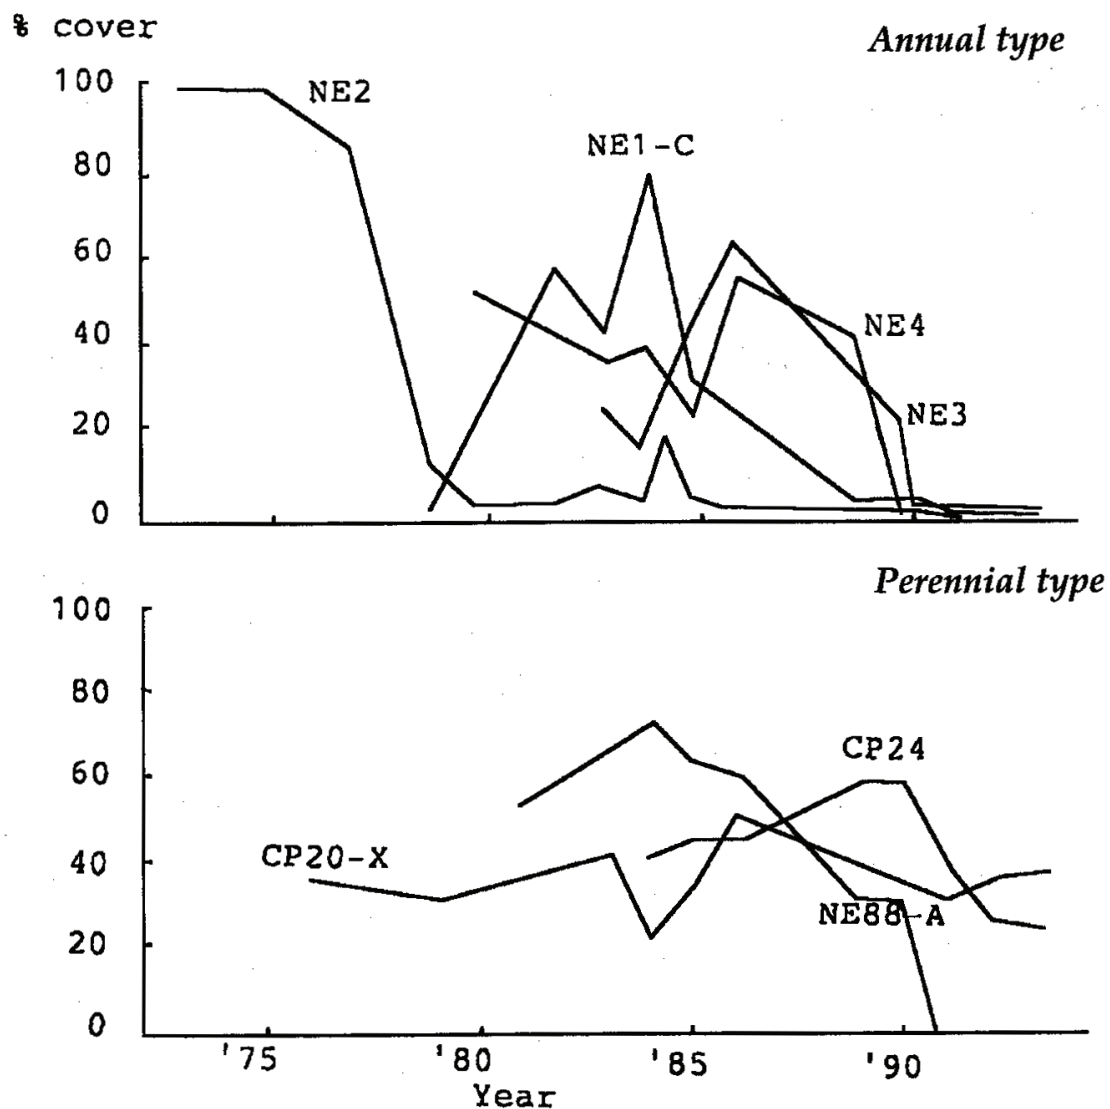 % cover
Annual type
100
NE2
NE1-C
80
60
40
NE4
20
NE3
0
Perennial type
100
80
CP24
60
CP20-X
40
NE88-A
20
0
'75 '80 '85 '90
Year